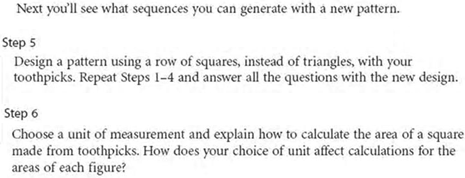 Next you'll see what sequences you can generate with a new pattern.
Step 5
Design a pattern using a row of squares, instead of triangles, with your
toothpicks. Repeat Steps 1–4 and answer all the questions with the new design.
Step 6
Choose a unit of measurement and explain how to calculate the area of a square
made from toothpicks. How does your choice of unit affect calculations for the
areas of each figure?